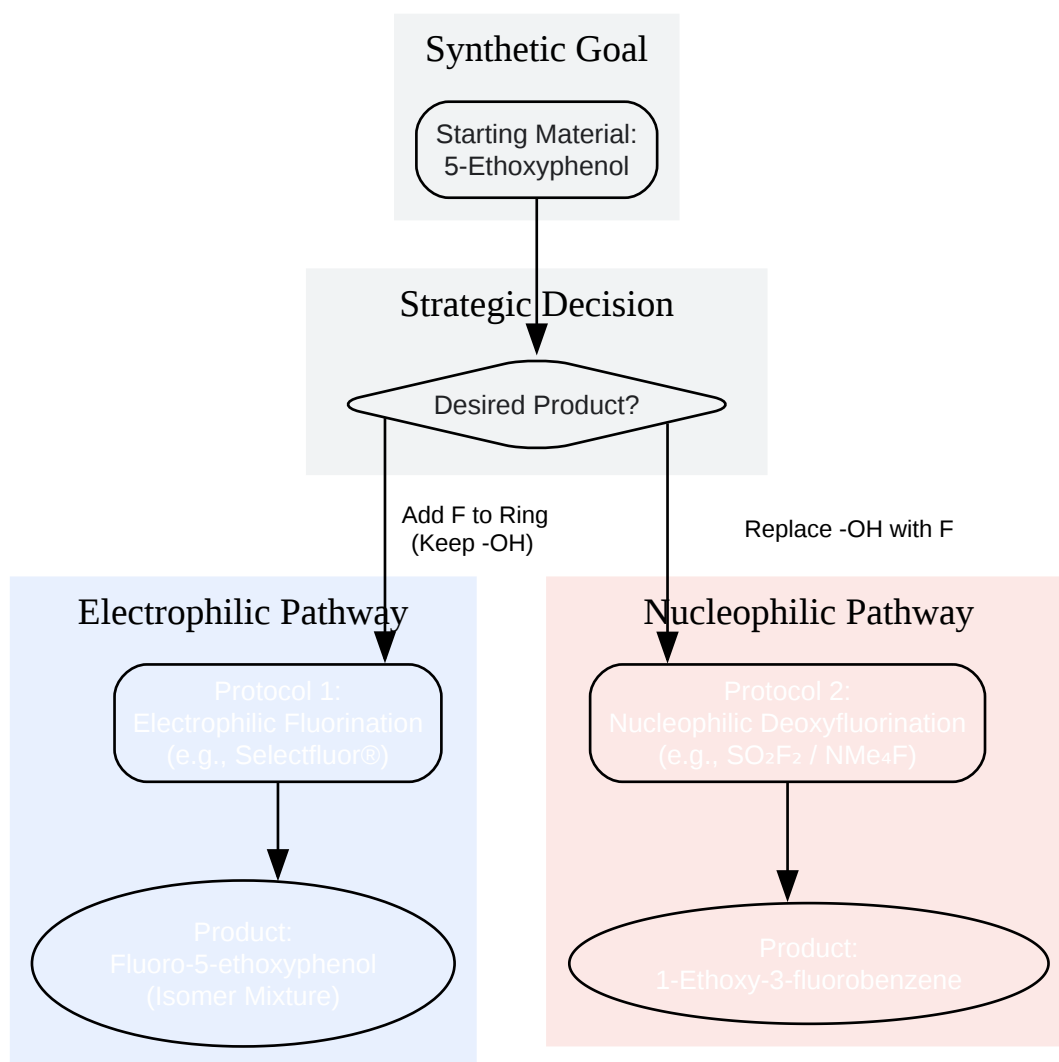 Synthetic Goal
Starting Material:
5-Ethoxyphenol
Strategic Decision
Desired Product?
Add F to Ring
(Keep -OH)
Replace -OH with F
Electrophilic Pathway
Protocol 1:
Electrophilic Fluorination
(e.g., Selectfluor®)
Product:
Fluoro-5-ethoxyphenol
(Isomer Mixture)
Nucleophilic Pathway
Protocol 2:
Nucleophilic Deoxyfluorination
(e.g., SO₂F₂ / NMe₄F)
Product:
1-Ethoxy-3-fluorobenzene